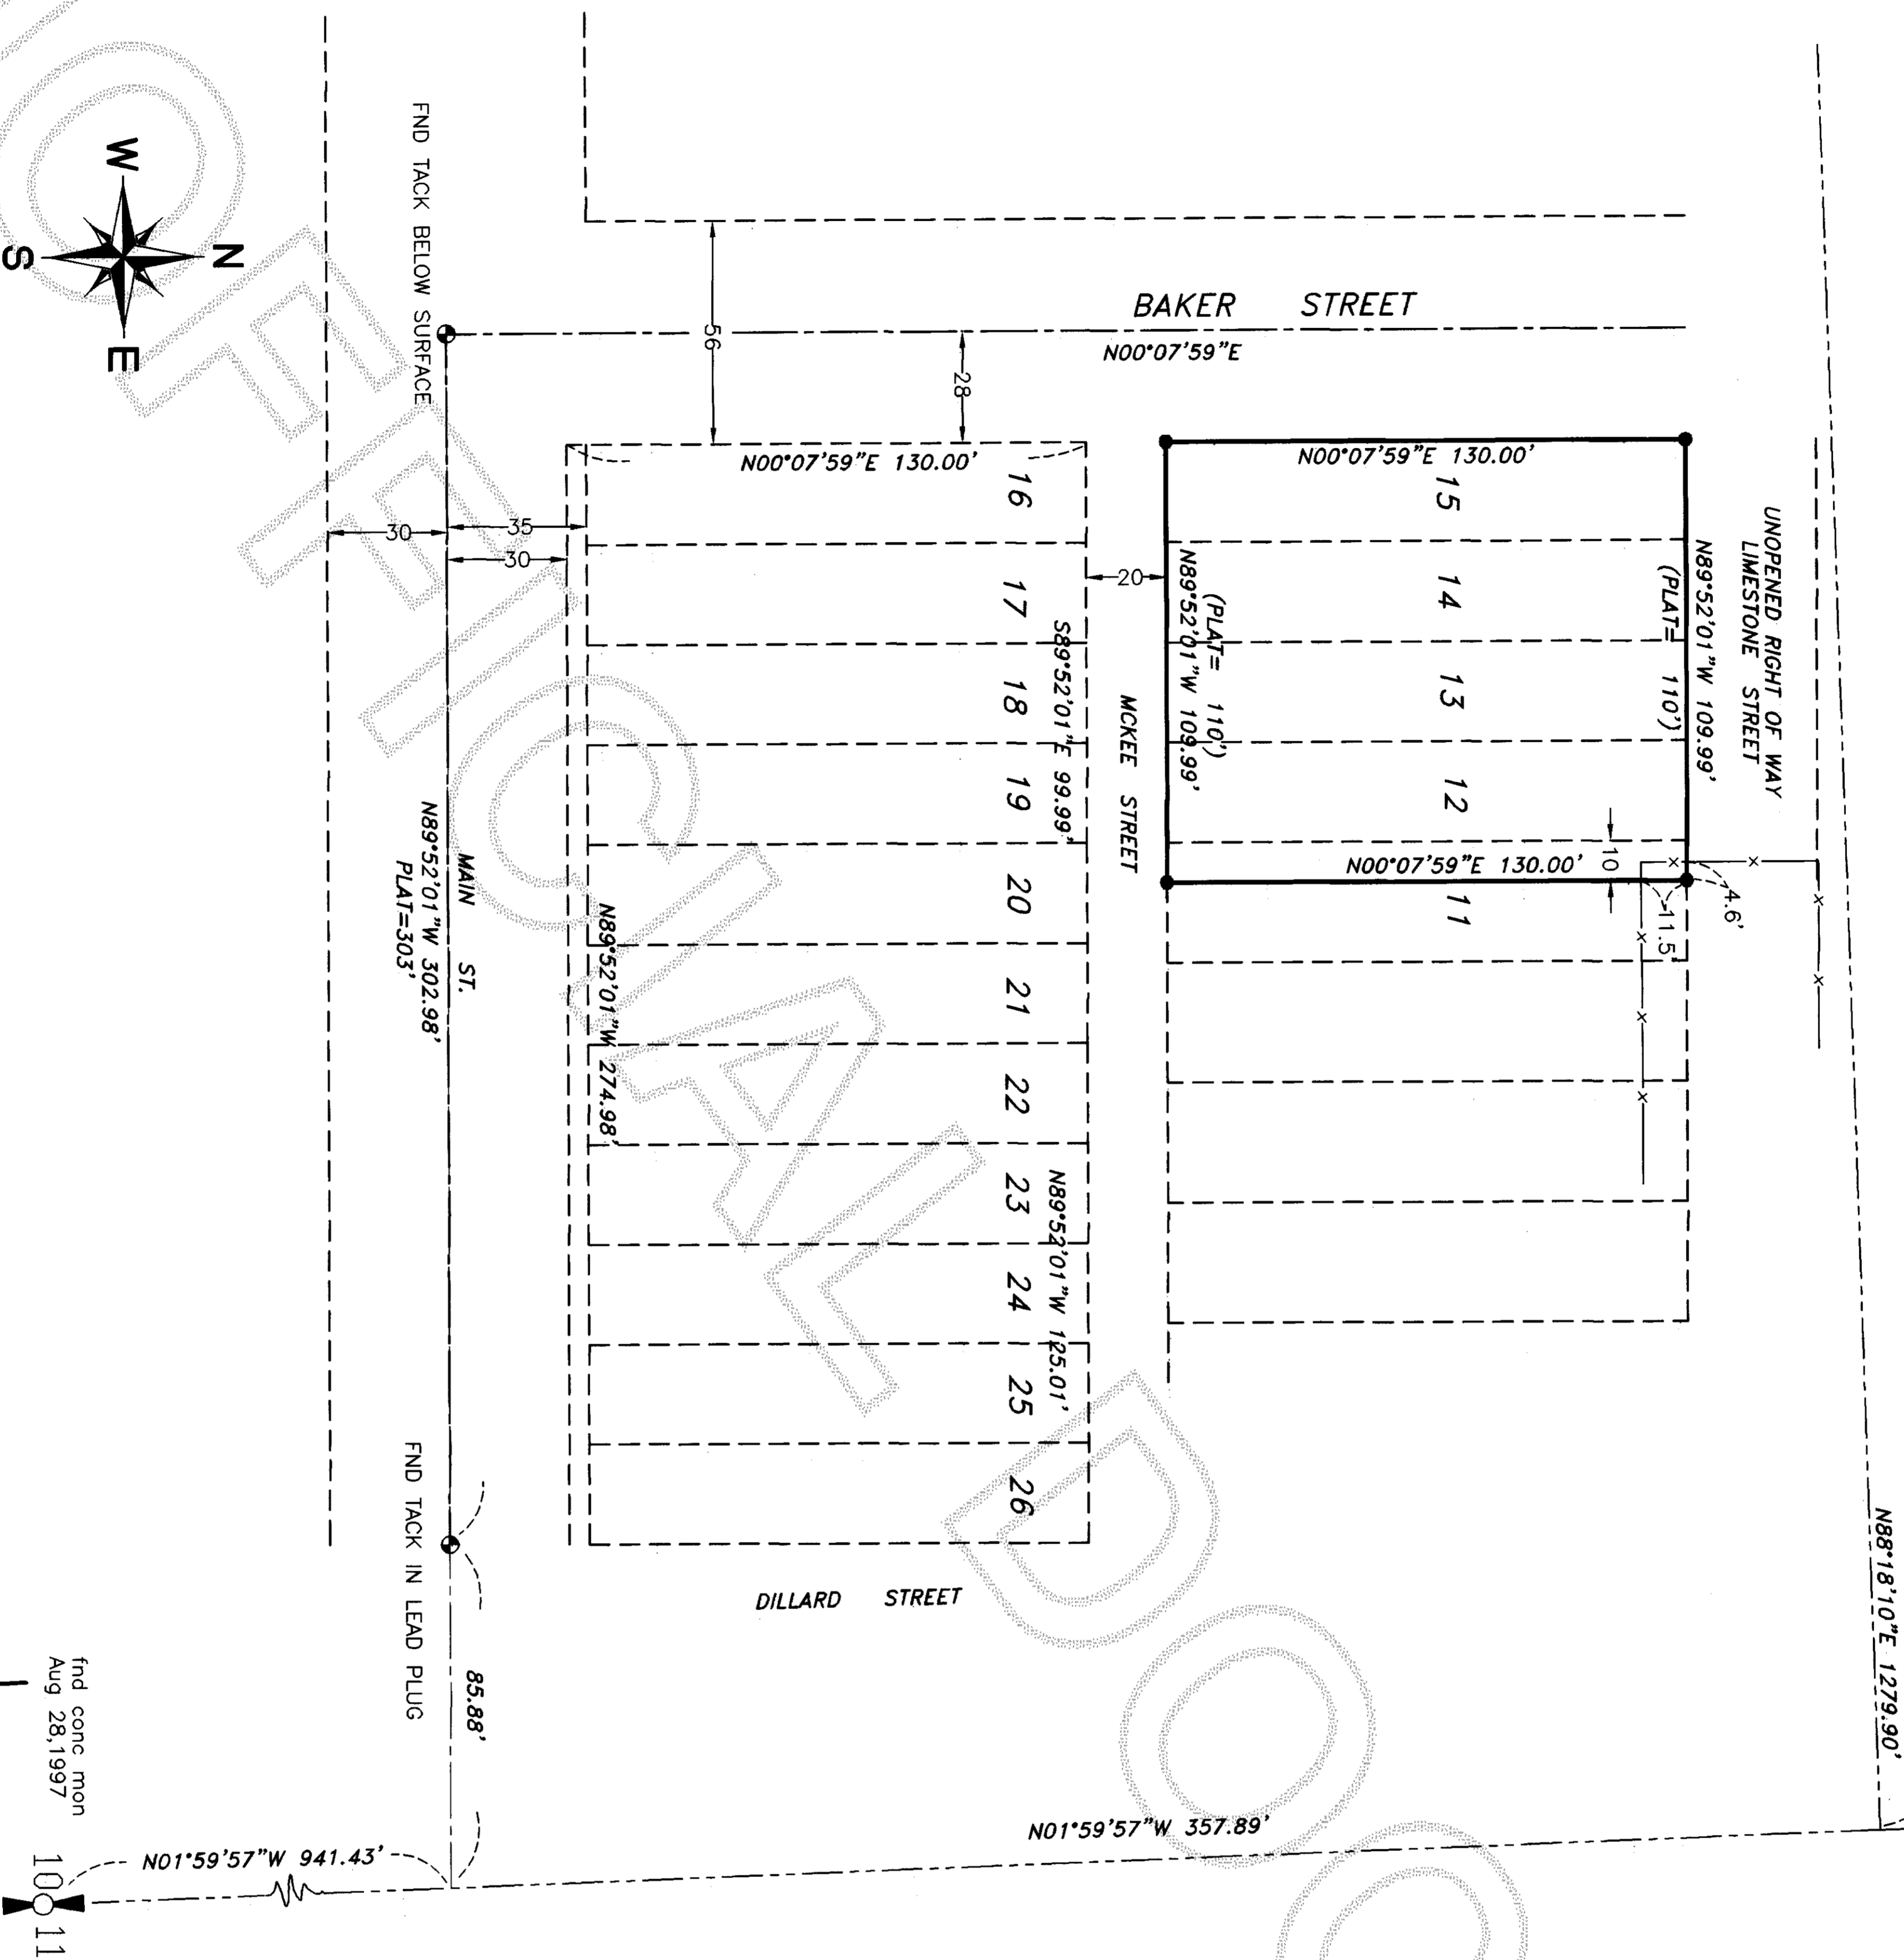 UNOPENED RIGHT OF WAY
LIMESTONE STREET
N89°52'01"W 109.99'
(PLAT= 110')
N88°18'10"E 1279.90'
BAKER STREET
N00°07'59"E
56
28
N00°07'59"E 130.00'
15
14
13
12
11
10
N00°07'59"E 130.00'
4.6'
11.5'
(PLAT= 110')
N89°52'01"W 109.99'
20
MCKEE STREET
N00°07'59"E 130.00'
S89°52'01"E 99.99'
N89°52'01"W 125.01'
16
17
18
19
20
21
22
23
24
25
26
N89°52'01"W 274.98'
35
30
30
MAIN ST.
N89°52'01"W 302.98'
PLAT=303'
FND TACK BELOW SURFACE
FND TACK IN LEAD PLUG
DILLARD STREET
85.88'
N01°59'57"W 357.89'
N01°59'57"W 941.43'
fnd conc mon
Aug 28,1997
10
11
N
W
E
S
OFFICIAL DOC